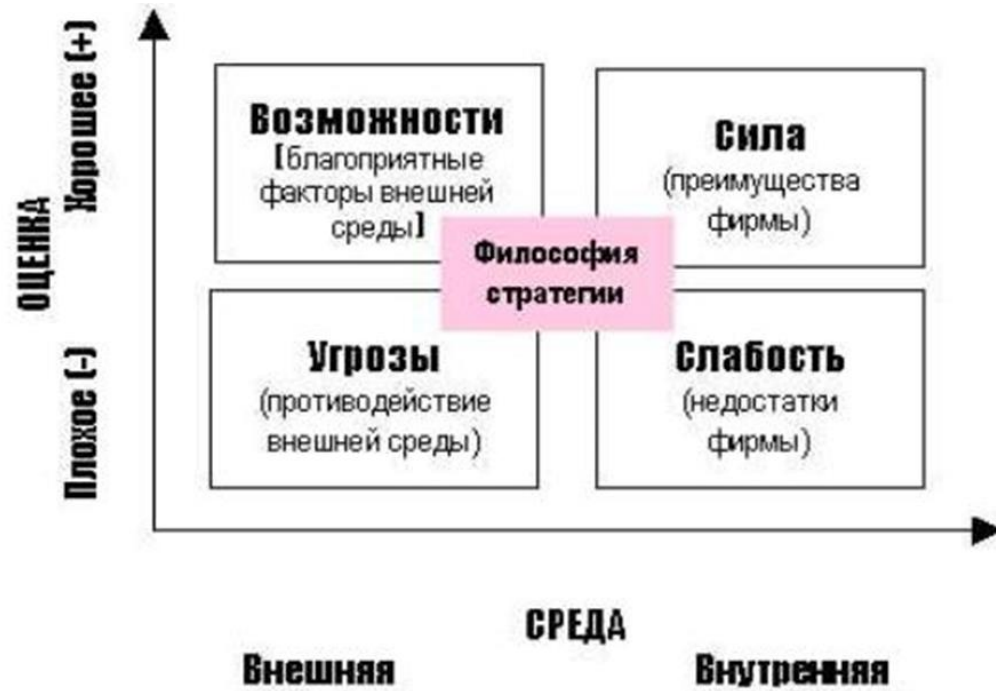 ОЦЕНКА
Хорошее (+)
Плохое (-)
Возможности
[благоприятные
факторы внешней
среды]
Сила
(преимущества
фирмы)
Философия
стратегии
Угрозы
(противодействие
внешней среды)
Слабость
(недостатки
фирмы)
СРЕДА
Внешняя
Внутренняя